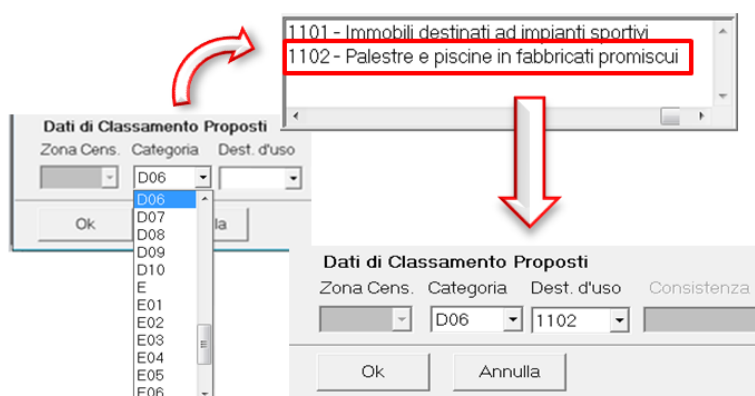 1101 - Immobili destinati ad impianti sportivi
1102 - Palestre e piscine in fabbricati promiscui
Dati di Classamento Proposti
Zona Cens. Categoria Dest. d'uso
D06
D06
D07
D08
D09
D10
E
E01
E02
E03
E04
E05
E06
Ok la
Dati di Classamento Proposti
Zona Cens. Categoria Dest. d'uso Consistenza
D06 1102
Ok Annulla